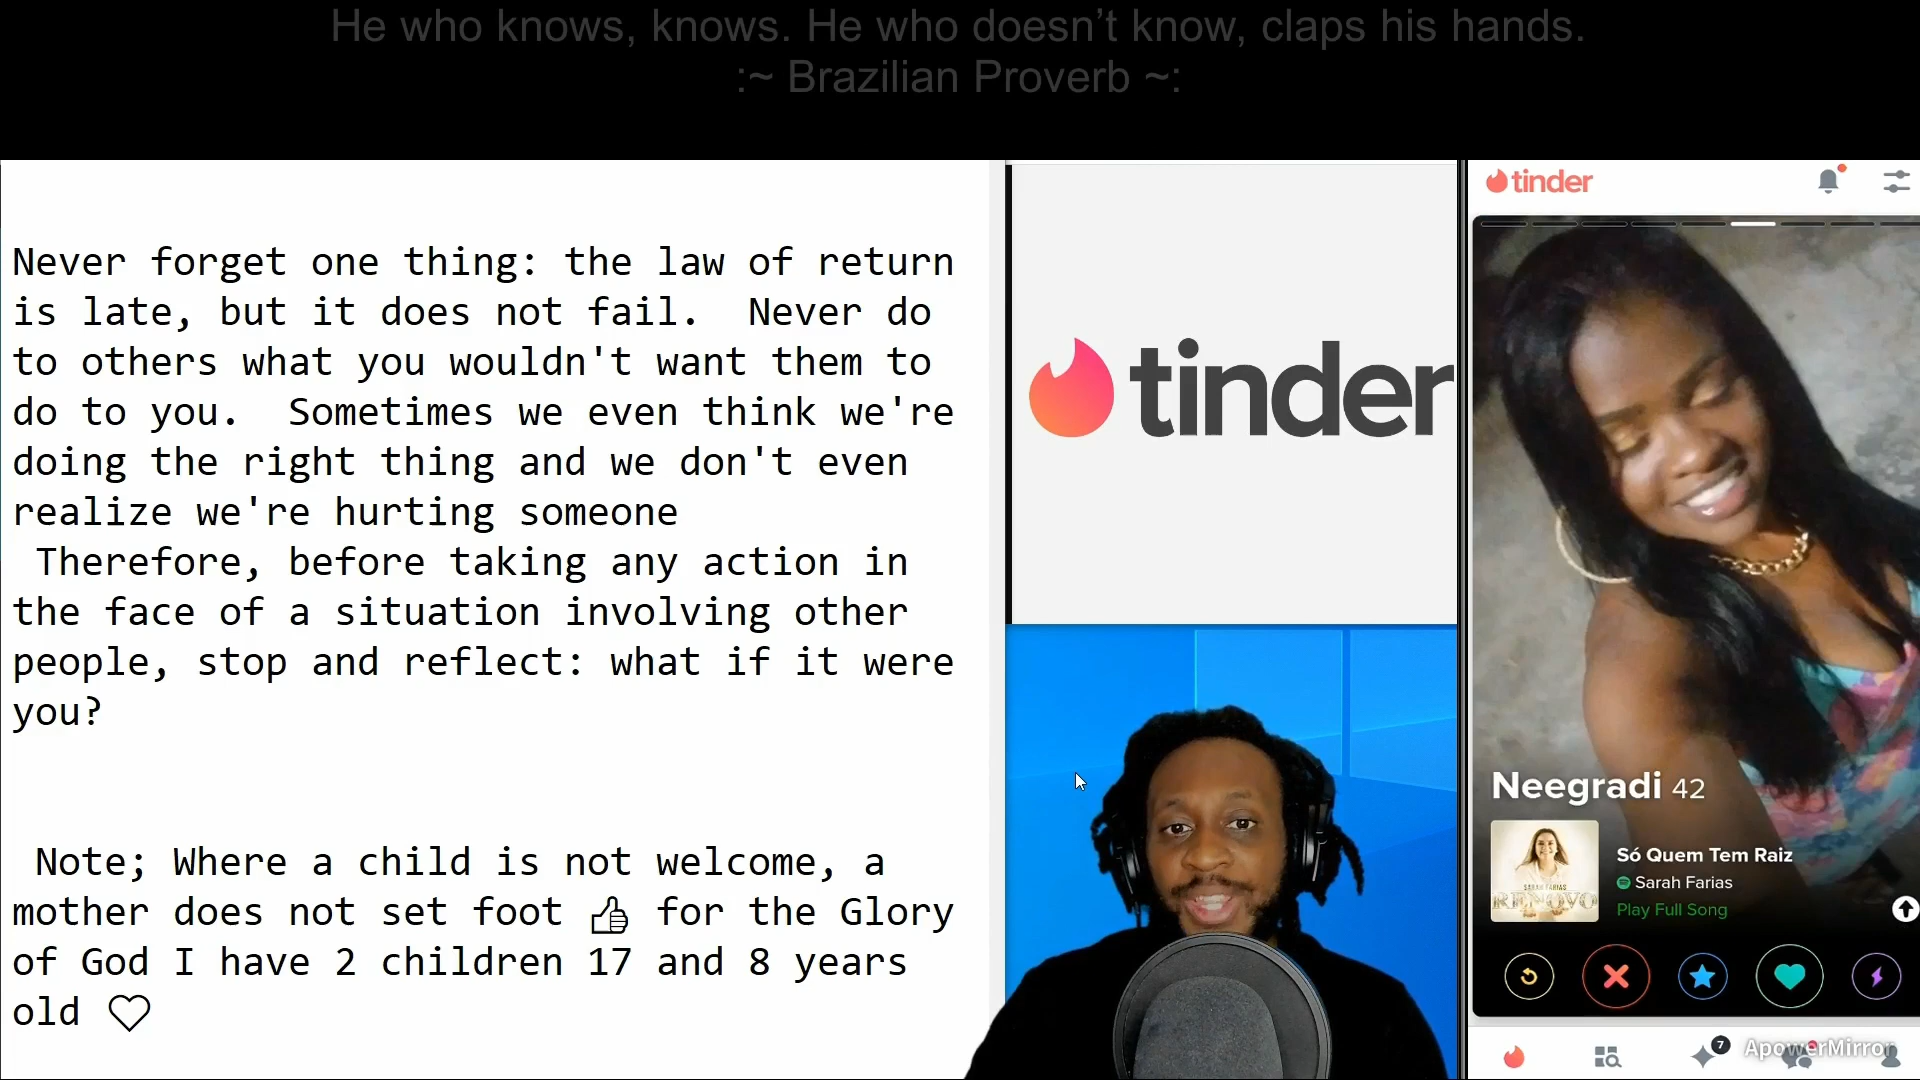 He who knows, knows. He who doesn’t know, claps his hands.
:~ Brazilian Proverb ~:
Never forget one thing: the law of return
is late, but it does not fail.  Never do
to others what you wouldn't want them to
do to you.  Sometimes we even think we're
doing the right thing and we don't even
realize we're hurting someone
Therefore, before taking any action in
the face of a situation involving other
people, stop and reflect: what if it were
you?
Note; Where a child is not welcome, a
mother does not set foot 👍 for the Glory
of God I have 2 children 17 and 8 years
old ♡
tinder
tinder
Neegradi 42
SARAH FARIAS
RENOVO
Só Quem Tem Raiz
Sarah Farias
Play Full Song
7
ApowerMirror